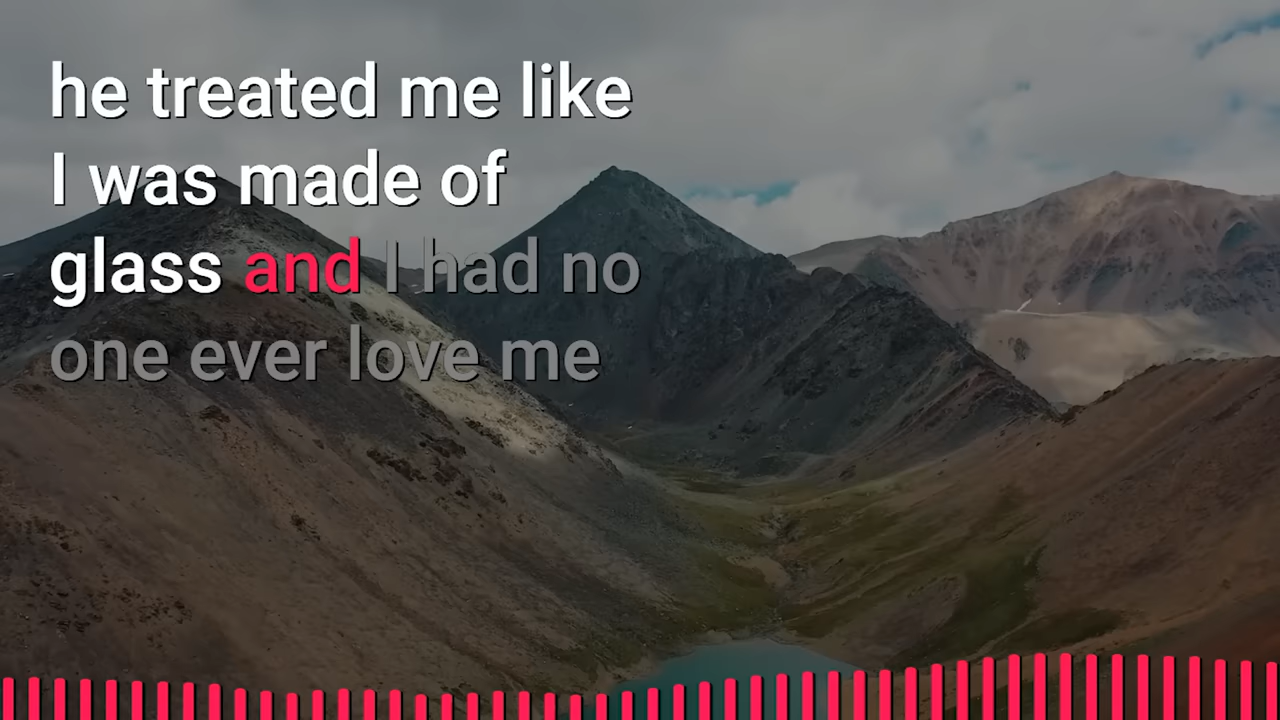 he treated me like
I was made of
glass and I had no
one ever love me